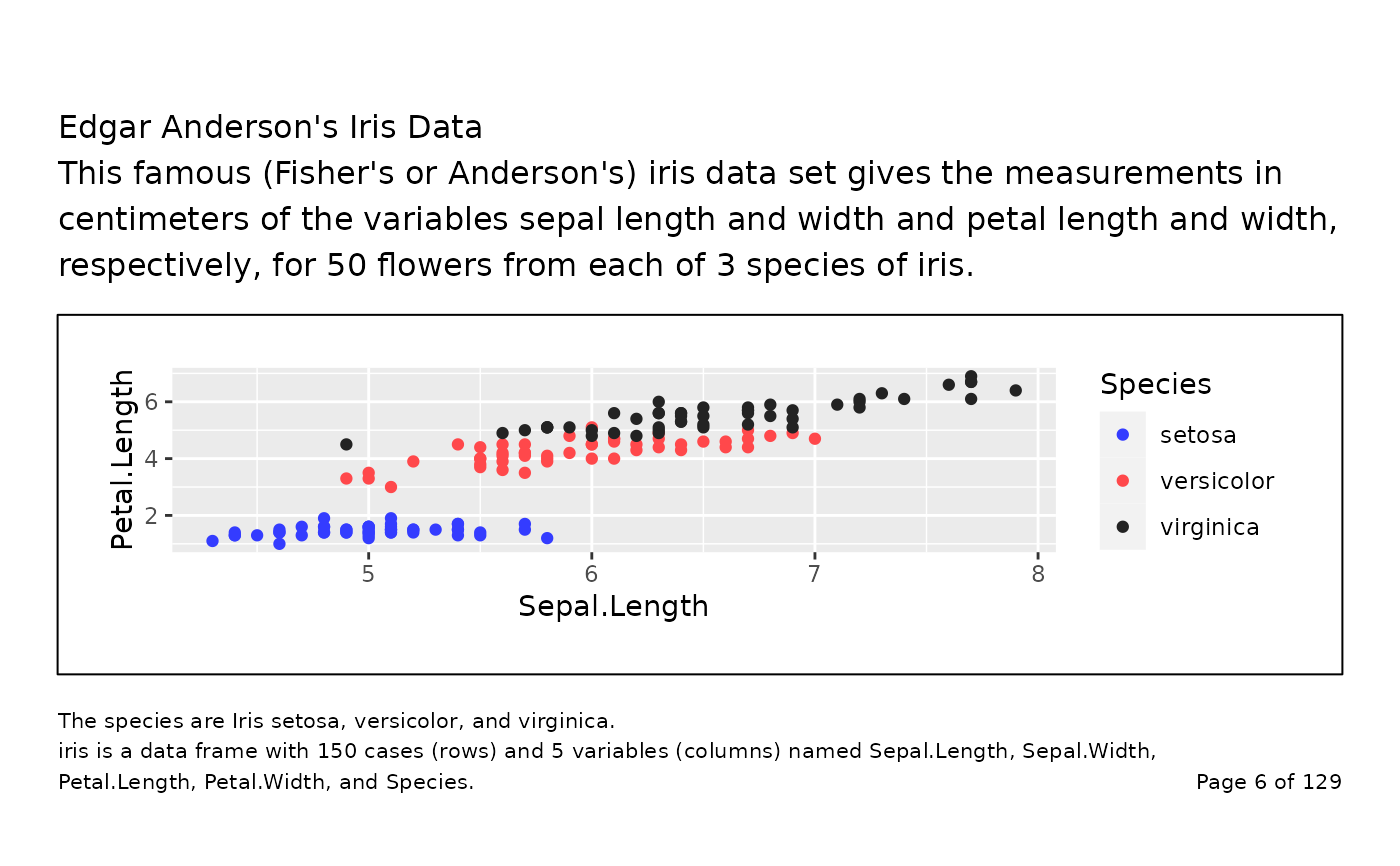 Edgar Anderson's Iris Data
This famous (Fisher's or Anderson's) iris data set gives the measurements in
centimeters of the variables sepal length and width and petal length and width,
respectively, for 50 flowers from each of 3 species of iris.
Petal.Length
6
4
2
5
6
7
8
Sepal.Length
Species
setosa
versicolor
virginica
The species are Iris setosa, versicolor, and virginica.
iris is a data frame with 150 cases (rows) and 5 variables (columns) named Sepal.Length, Sepal.Width,
Petal.Length, Petal.Width, and Species.
Page 6 of 129